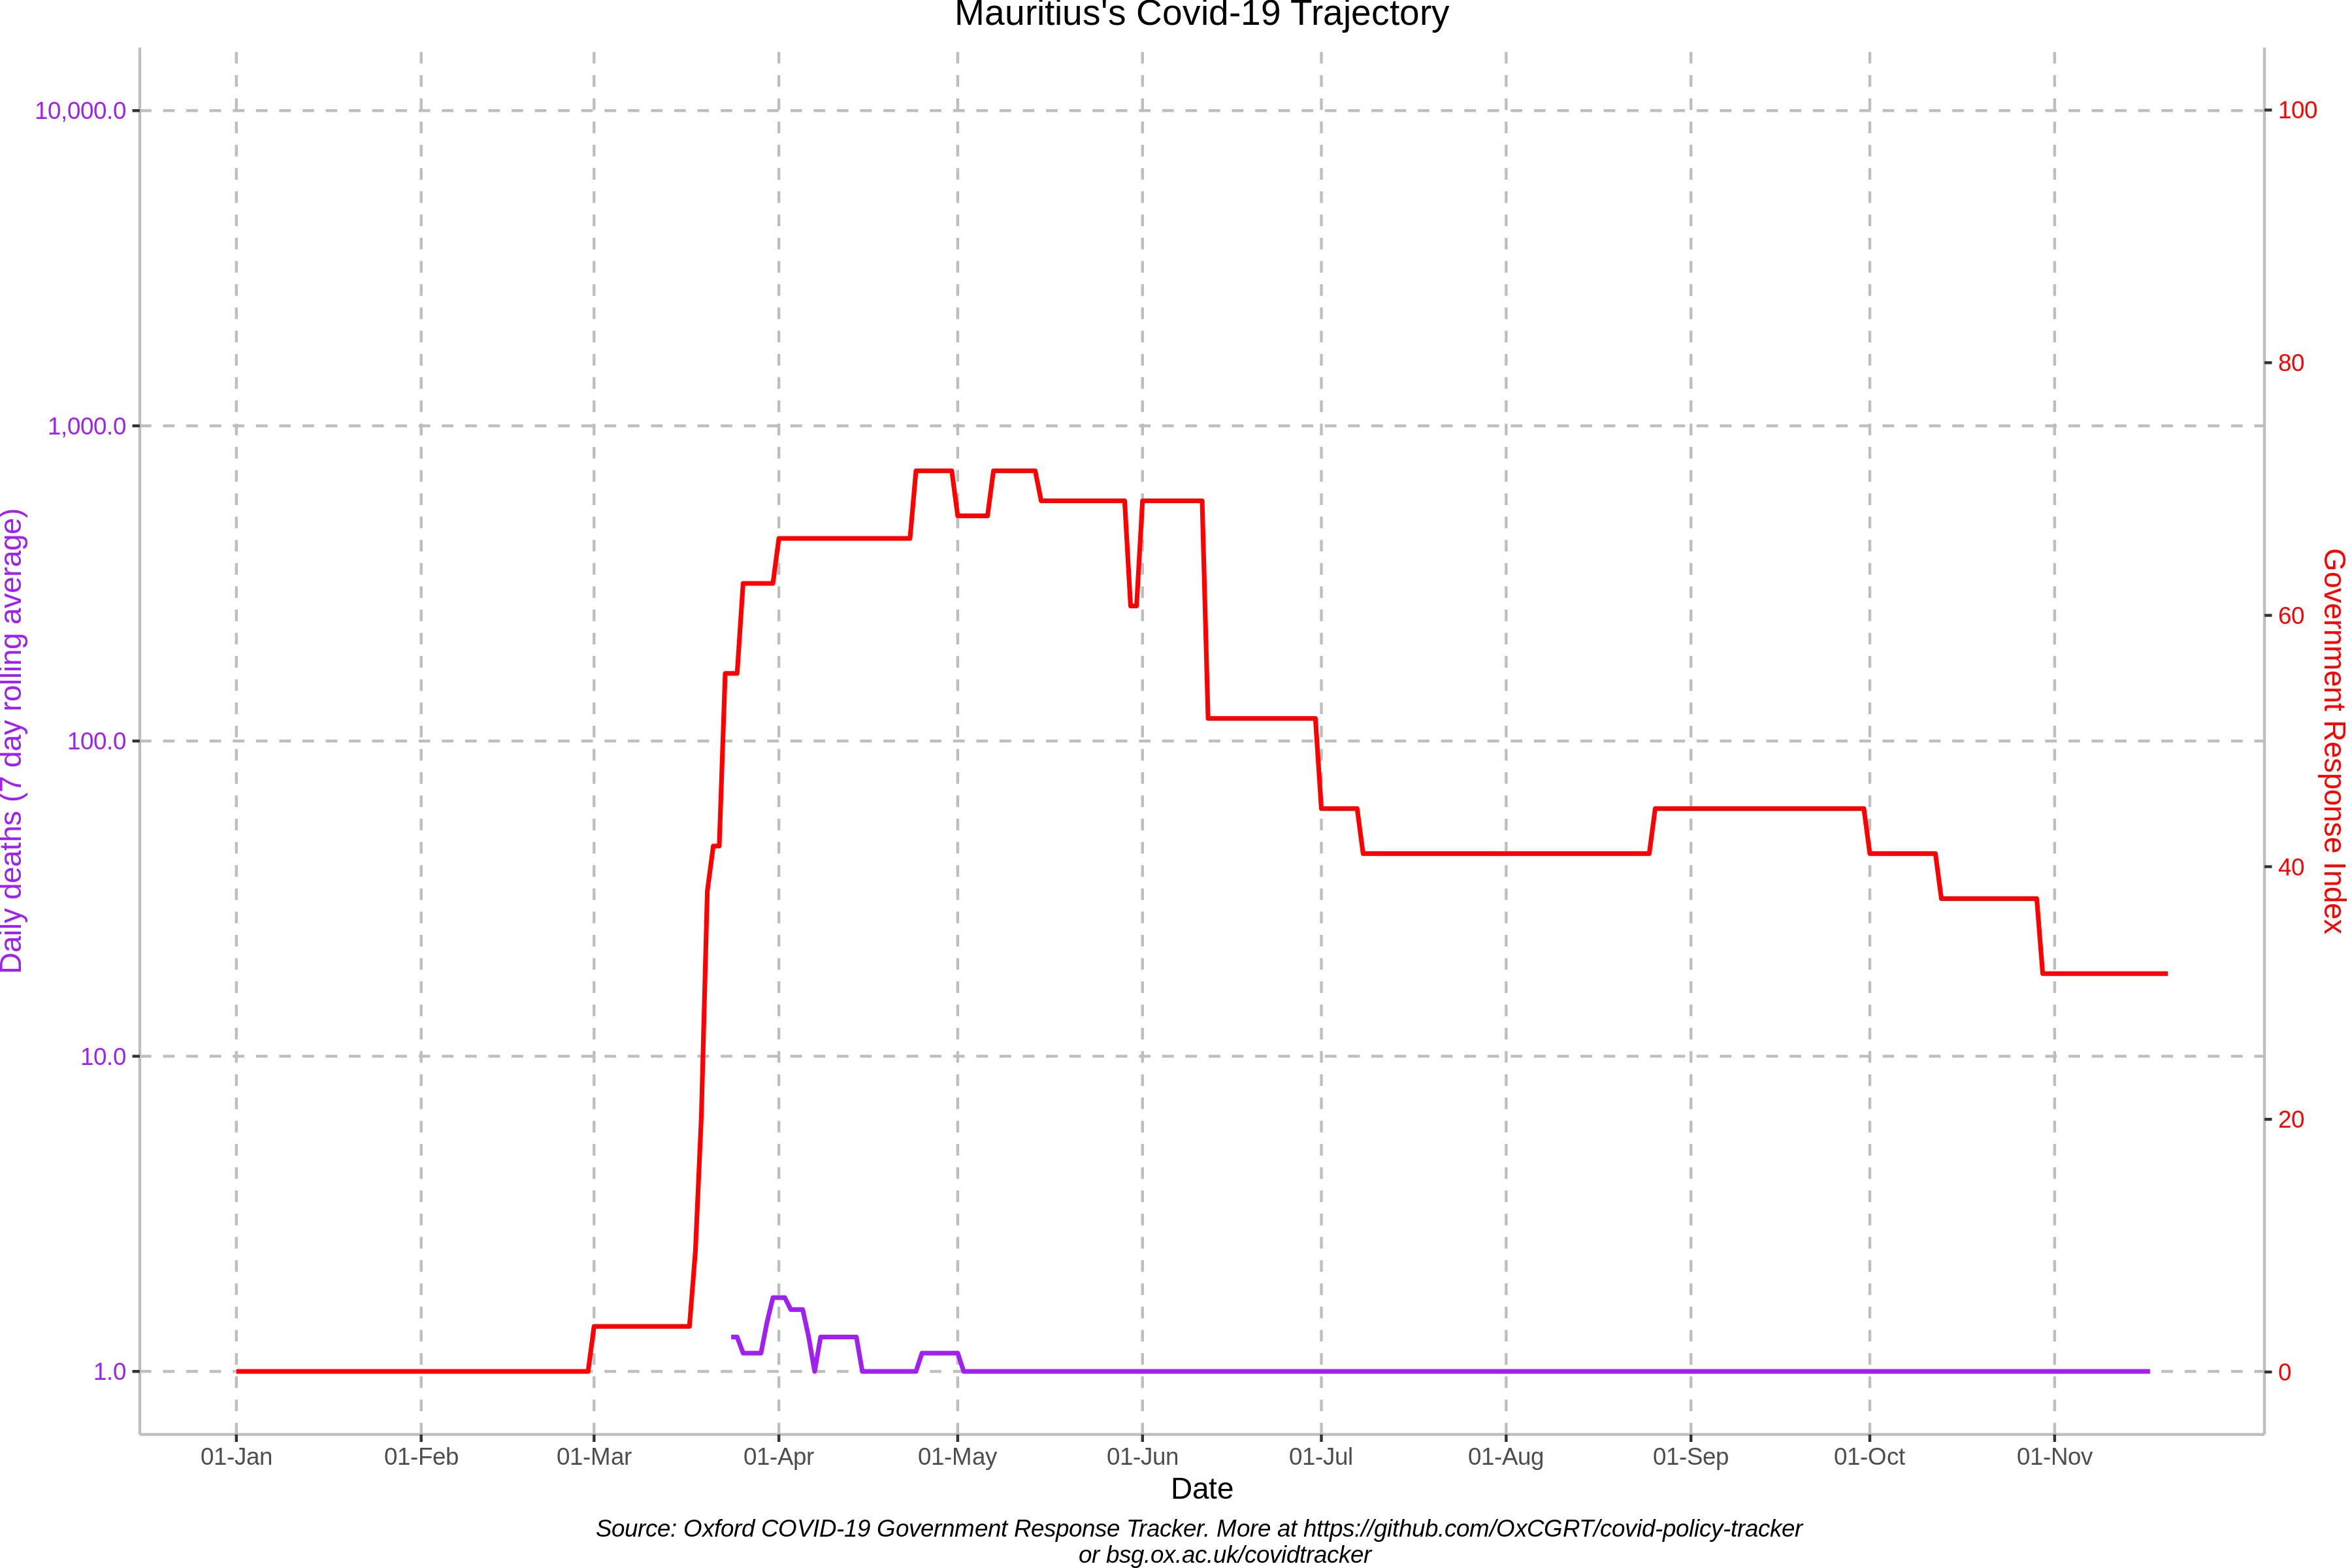 Mauritius's Covid-19 Trajectory
10,000.0
1,000.0
100.0
10.0
1.0
Daily deaths (7 day rolling average)
100
80
60
40
20
0
Government Response Index
01-Jan
01-Feb
01-Mar
01-Apr
01-May
01-Jun
01-Jul
01-Aug
01-Sep
01-Oct
01-Nov
Date
Source: Oxford COVID-19 Government Response Tracker. More at https://github.com/OxCGRT/covid-policy-tracker
or bsg.ox.ac.uk/covidtracker